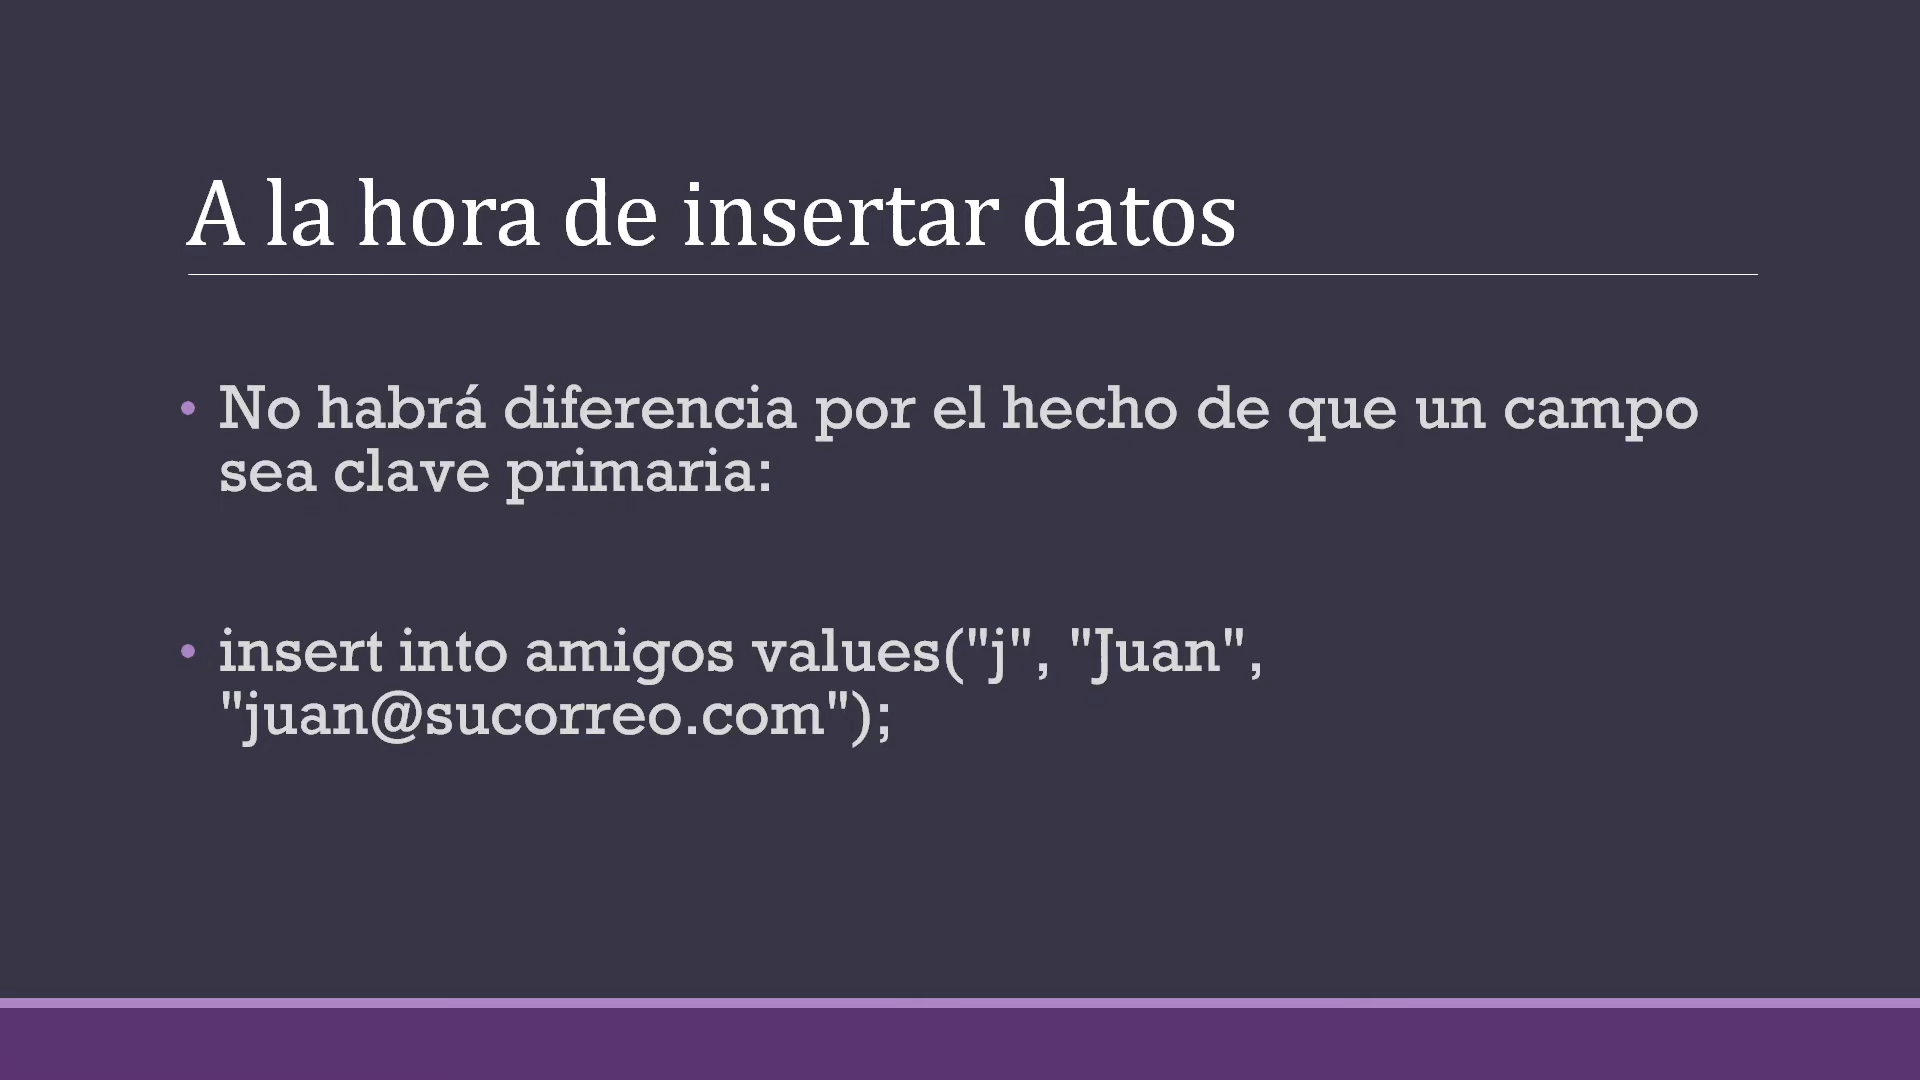 A la hora de insertar datos
• No habrá diferencia por el hecho de que un campo
sea clave primaria:
• insert into amigos values("j", "Juan",
"juan@sucorreo.com");